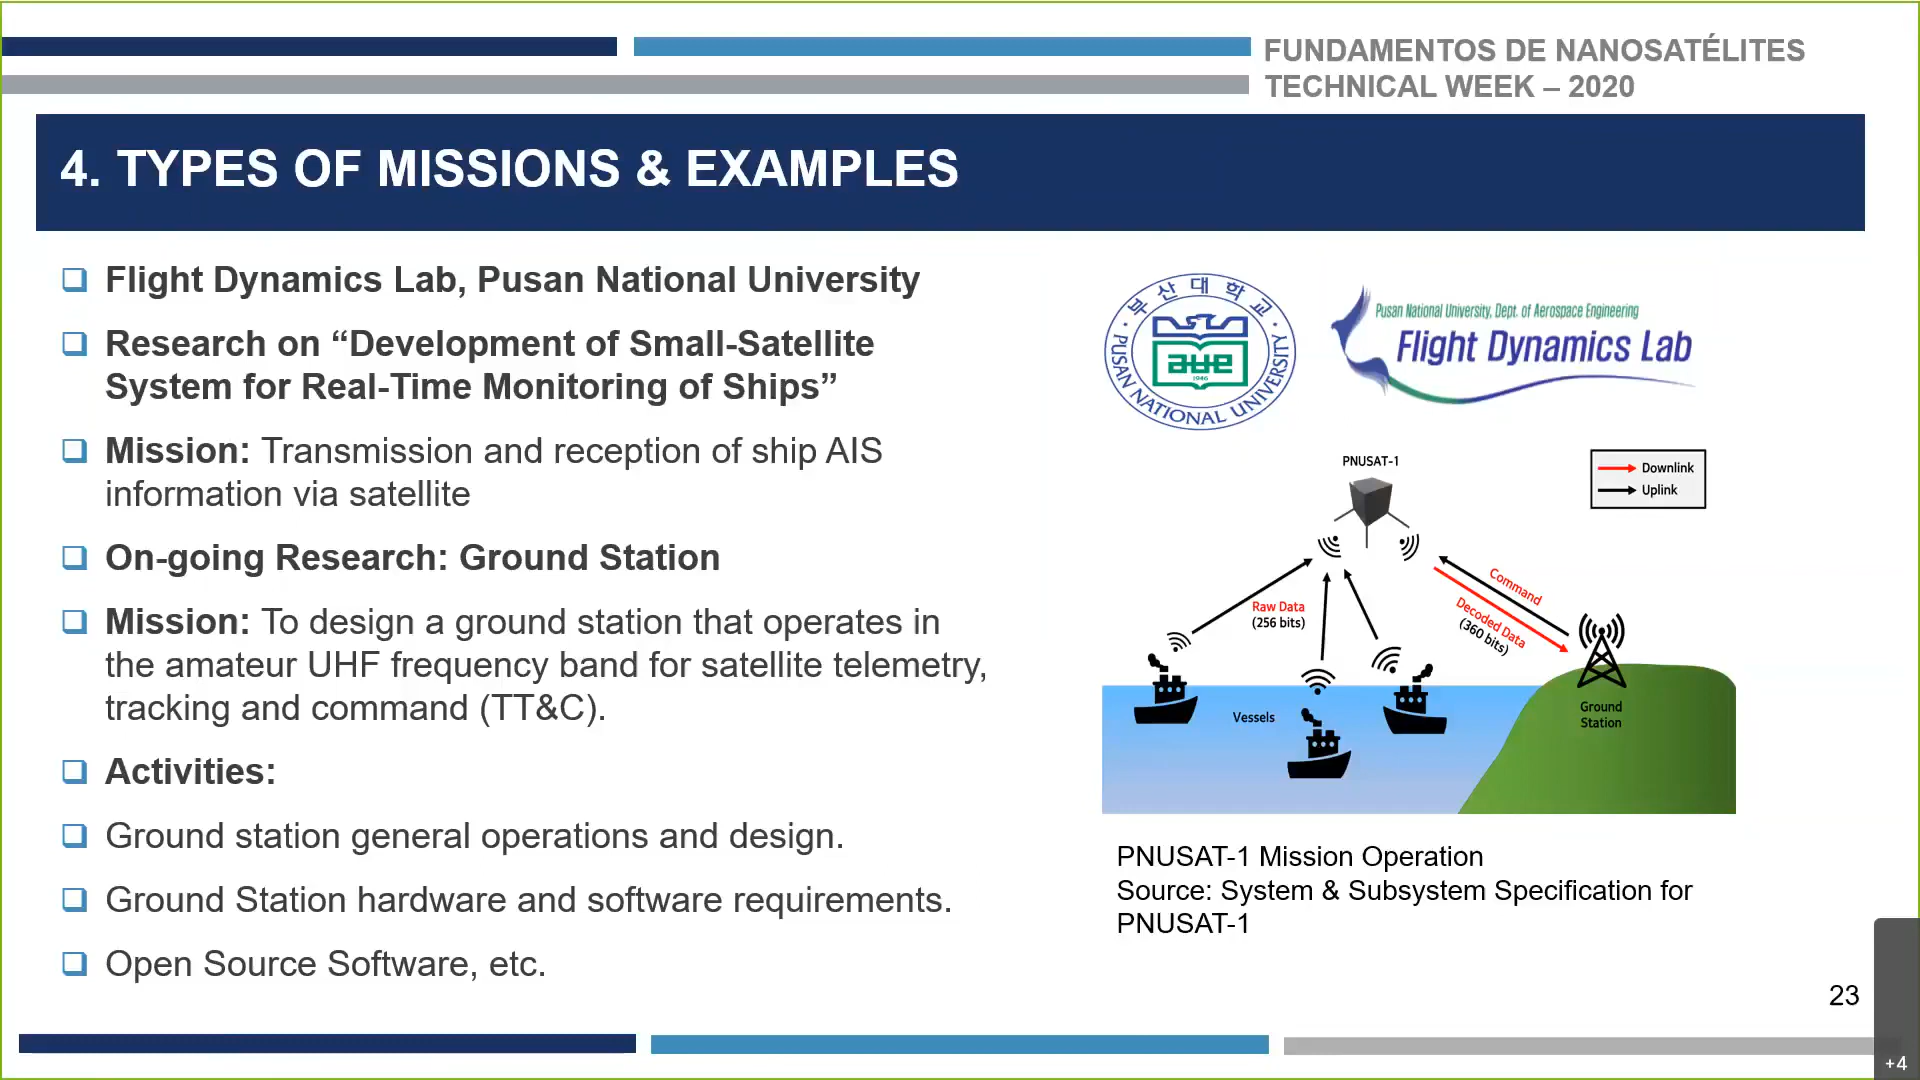 FUNDAMENTOS DE NANOSATÉLITES
TECHNICAL WEEK – 2020
4. TYPES OF MISSIONS & EXAMPLES
Flight Dynamics Lab, Pusan National University
Research on “Development of Small-Satellite
System for Real-Time Monitoring of Ships”
Mission: Transmission and reception of ship AIS
information via satellite
On-going Research: Ground Station
Mission: To design a ground station that operates in
the amateur UHF frequency band for satellite telemetry,
tracking and command (TT&C).
Activities:
Ground station general operations and design.
Ground Station hardware and software requirements.
Open Source Software, etc.
부산대학교
PUSAN NATIONAL UNIVERSITY
1946
Pusan National University, Dept. of Aerospace Engineering
Flight Dynamics Lab
PNUSAT-1
Downlink
Uplink
Command
Decoded Data
(360 bits)
Raw Data
(256 bits)
Vessels
Ground
Station
PNUSAT-1 Mission Operation
Source: System & Subsystem Specification for
PNUSAT-1
23
+4